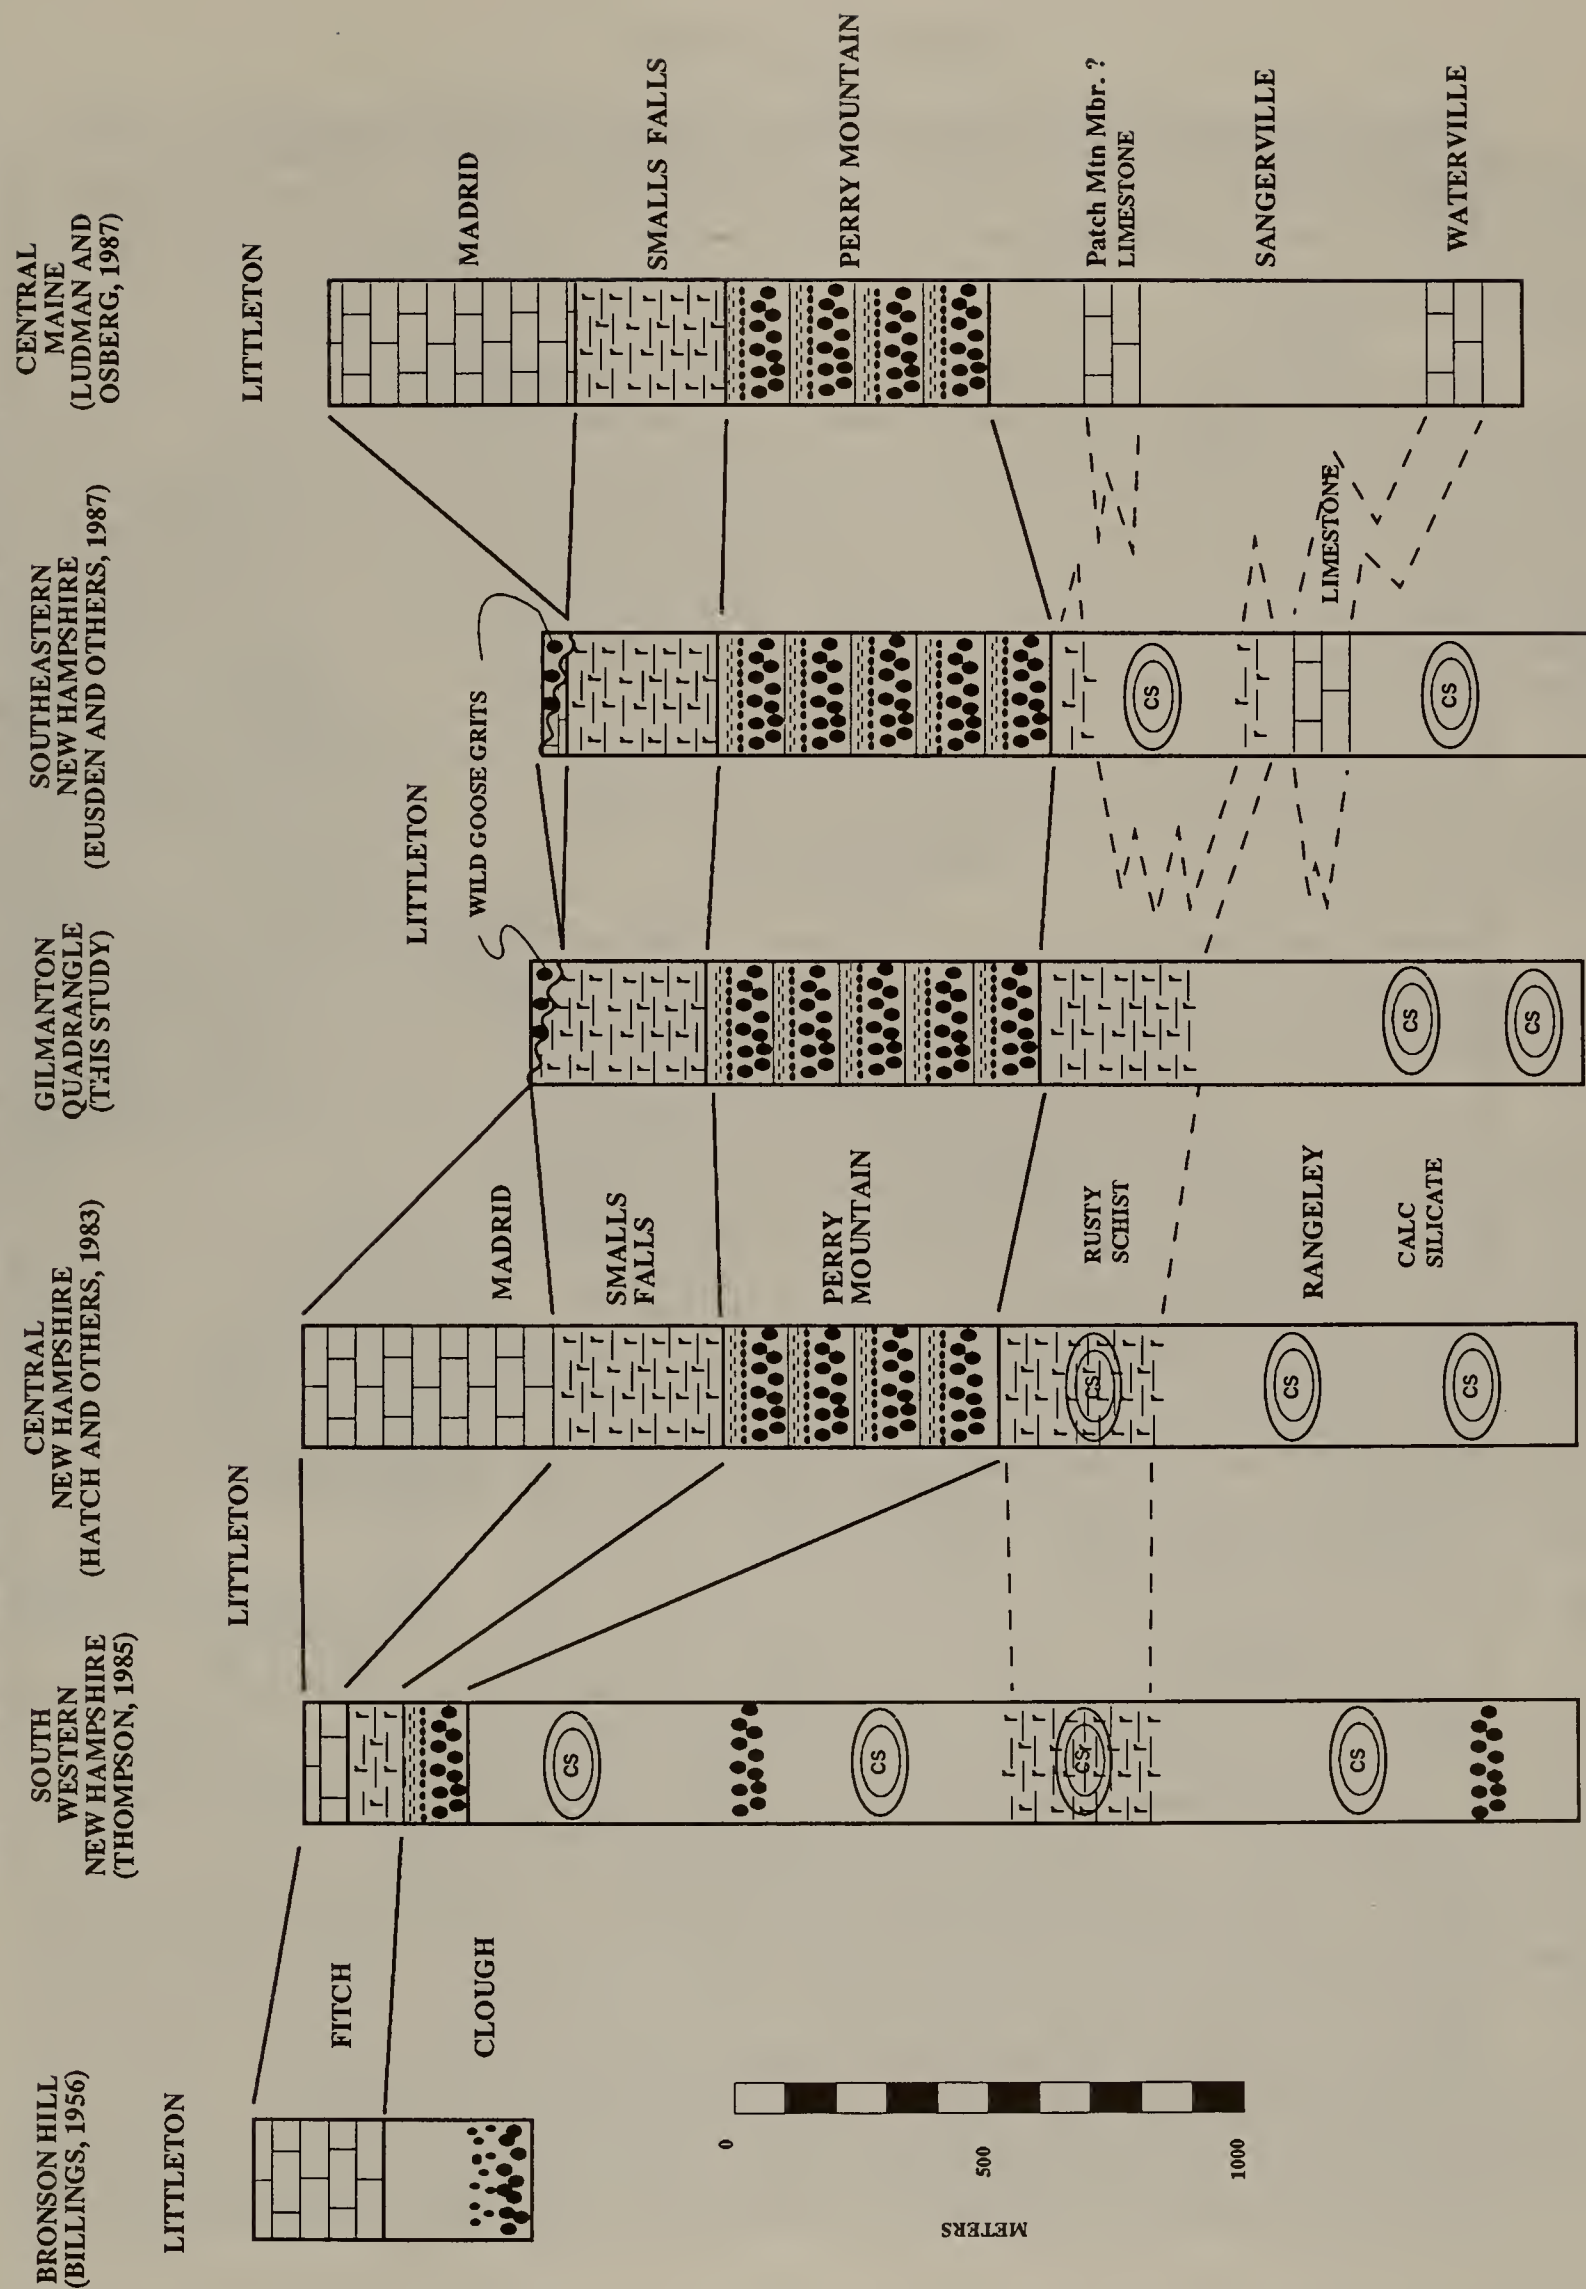 BRONSON HILL
(BILLINGS, 1956)
SOUTH
WESTERN
NEW HAMPSHIRE
(THOMPSON, 1985)
CENTRAL
NEW HAMPSHIRE
(HATCH AND OTHERS, 1983)
GILMANTON
QUADRANGLE
(THIS STUDY)
SOUTHEASTERN
NEW HAMPSHIRE
(EUSDEN AND OTHERS, 1987)
CENTRAL
MAINE
(LUDMAN AND
OSBERG, 1987)
LITTLETON
FITCH
CLOUGH
METERS
0
500
1000
cs
cs
cs
cs
LITTLETON
cs
cs
cs
MADRID
SMALLS
FALLS
PERRY
MOUNTAIN
RUSTY
SCHIST
RANGELEY
CALC
SILICATE
cs
cs
LITTLETON
WILD GOOSE GRITS
cs
cs
LIMESTONE
LITTLETON
MADRID
SMALLS FALLS
PERRY MOUNTAIN
Patch Mtn Mbr. ?
LIMESTONE
SANGERVILLE
WATERVILLE